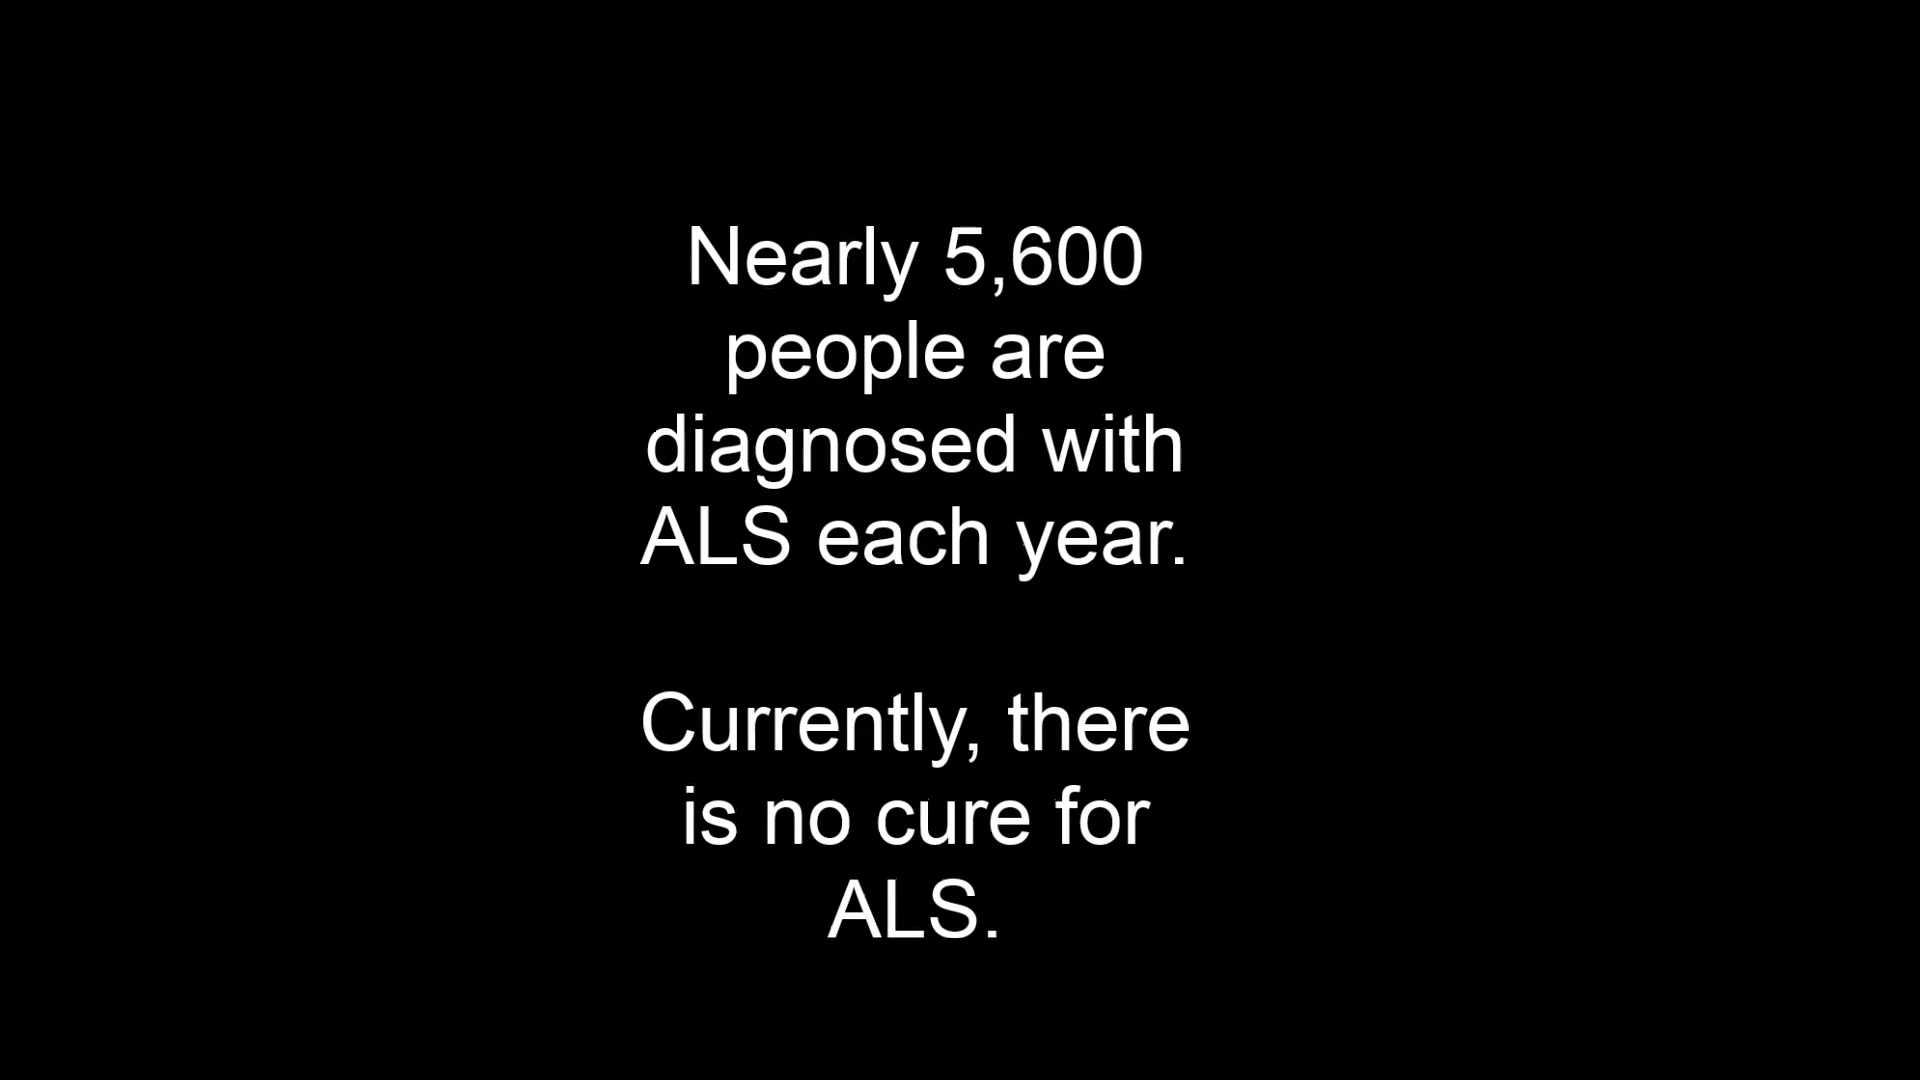 Nearly 5,600
people are
diagnosed with
ALS each year.
Currently, there
is no cure for
ALS.